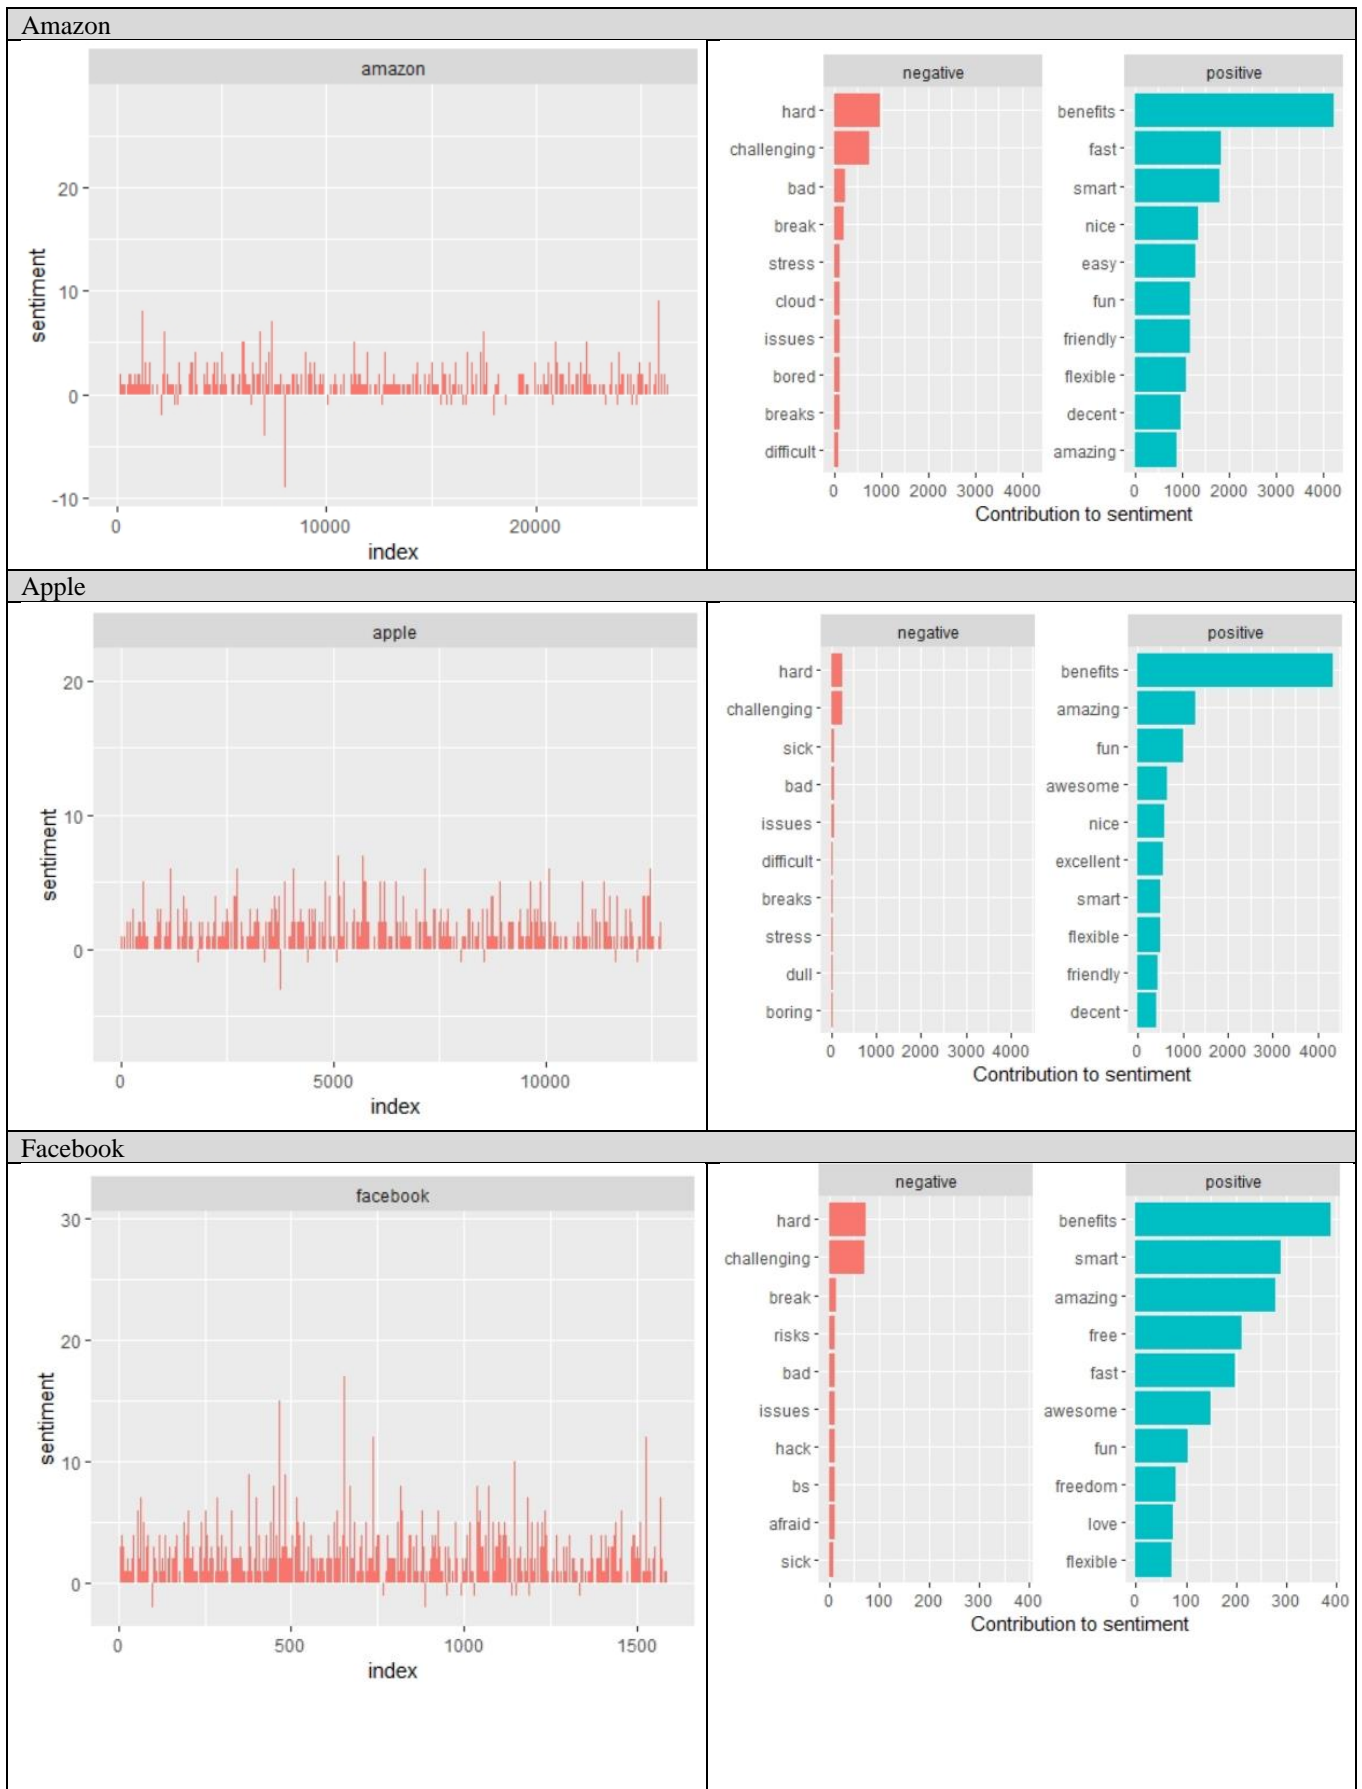 Amazon
amazon
sentiment
20
10
0
-10
0 10000 20000
index
negative positive
hard
challenging
bad
break
stress
cloud
issues
bored
breaks
difficult
0 1000 2000 3000 4000
benefits
fast
smart
nice
easy
fun
friendly
flexible
decent
amazing
0 1000 2000 3000 4000
Contribution to sentiment
Apple
apple
sentiment
20
10
0
0 5000 10000
index
negative positive
hard
challenging
sick
bad
issues
difficult
breaks
stress
dull
boring
0 1000 2000 3000 4000
benefits
amazing
fun
awesome
nice
excellent
smart
flexible
friendly
decent
0 1000 2000 3000 4000
Contribution to sentiment
Facebook
facebook
sentiment
30
20
10
0
0 500 1000 1500
index
negative positive
hard
challenging
break
risks
bad
issues
hack
bs
afraid
sick
0 100 200 300 400
benefits
smart
amazing
free
fast
awesome
fun
freedom
love
flexible
0 100 200 300 400
Contribution to sentiment